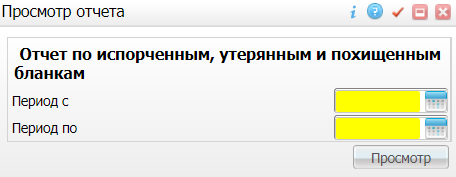 Просмотр отчета
Отчет по испорченным, утерянным и похищенным
бланкам
Период с
Период по
Просмотр